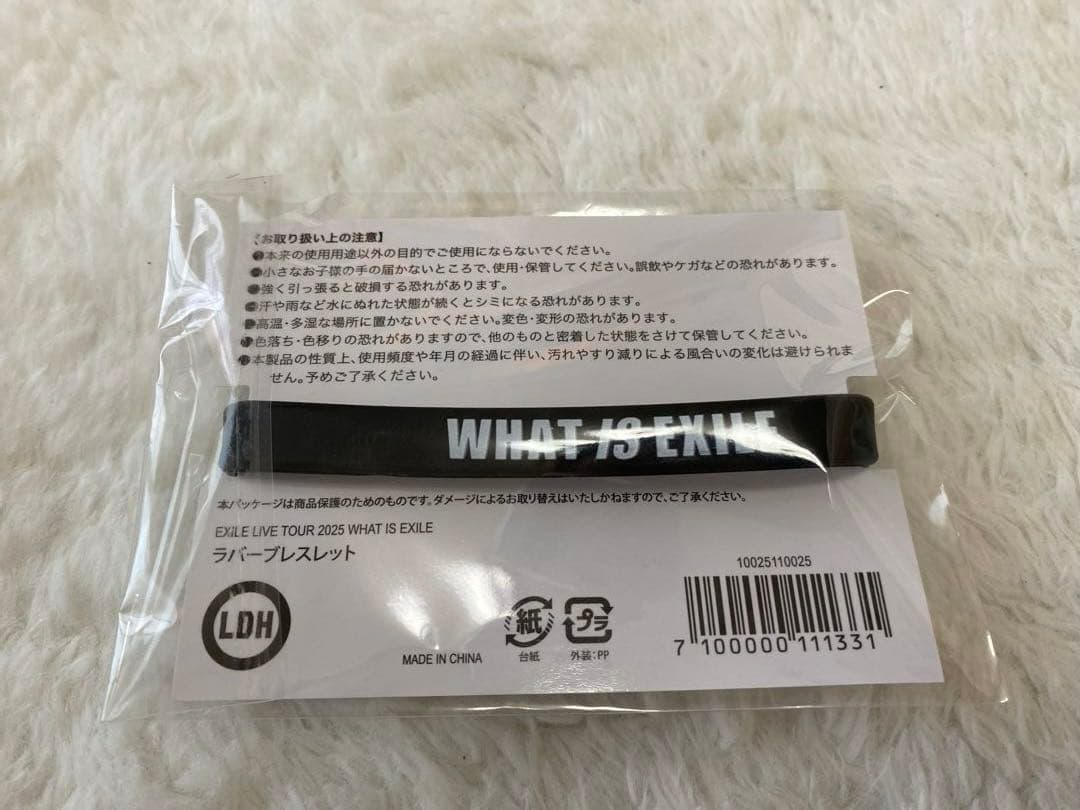 【お取り扱い上の注意】
●本来の使用用途以外の目的でご使用にならないでください。
●小さなお子様の手の届かないところで、使用・保管してください。誤飲やケガなどの恐れがあります。
●強く引っ張ると破損する恐れがあります。
●汗や雨など水にぬれた状態が続くとシミになる恐れがあります。
●高温・多湿な場所に置かないでください。変色・変形の恐れがあります。
●色落ち・色移りの恐れがありますので、他のものと密着した状態をさけて保管してください。
●本製品の性質上、使用頻度や年月の経過に伴い、汚れやすり減りによる風合いの変化は避けられま
せん。予めご了承ください。
WHAT IS EXILE
本パッケージは商品保護のためのものです。ダメージによるお取り替えはいたしかねますので、ご了承ください。
EXILE LIVE TOUR 2025 WHAT IS EXILE
ラバーブレスレット
LDH
MADE IN CHINA
紙
台紙
プラ
外装:PP
10025110025
7 100000 111331